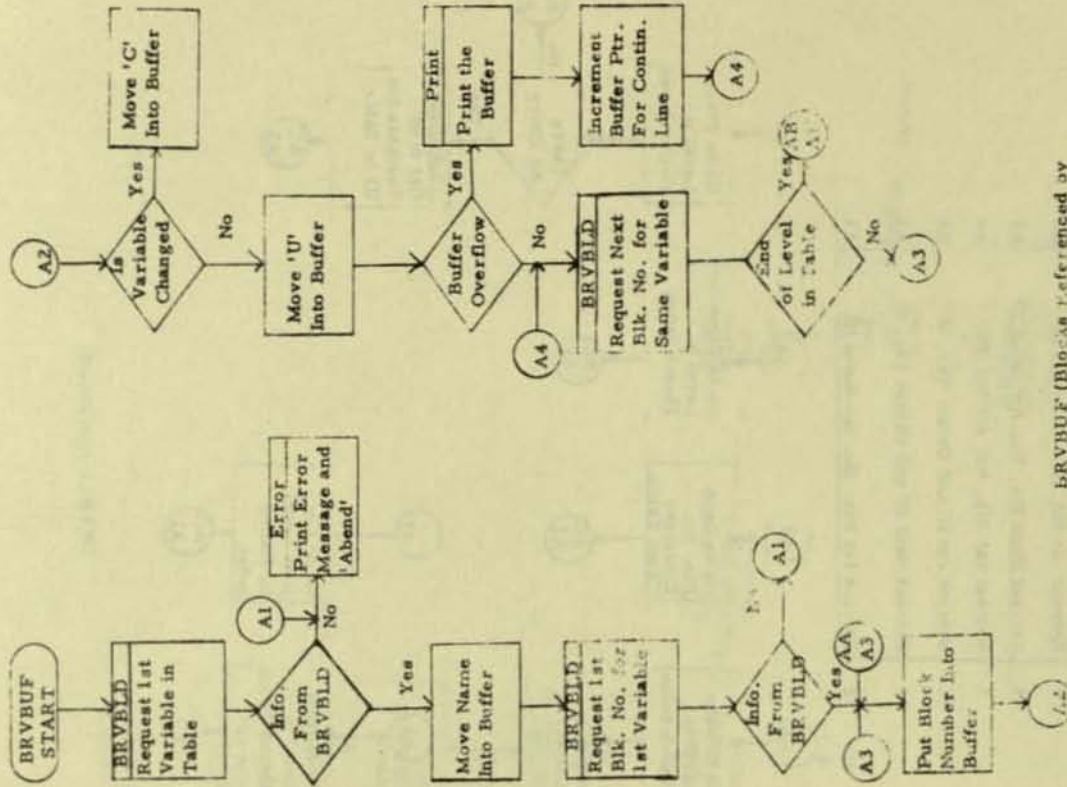 BRVBUF
START
BRVBLD
Request 1st
Variable in
Table
Info.
From
BRVBLD
No
A1
Error
Print Error
Message and
'Abend'
Yes
Move Name
Into Buffer
BRVBLD
Request 1st
Blk. No. for
1st Variable
Info.
From
BRVBLD
No
A1
Yes
AA
A3
A3
Put Block
Number Into
Buffer
A2
A2
Is
Variable
Changed
Yes
Move 'C'
Into Buffer
No
Move 'U'
Into Buffer
Buffer
Overflow
Yes
Print
Print the
Buffer
Increment
Buffer Ptr.
For Contin.
Line
A4
No
A4
BRVBLD
Request Next
Blk. No. for
Same Variable
End
of Level
in Table
Yes
AB
No
A3
BRVBUF (Blocks Referenced by